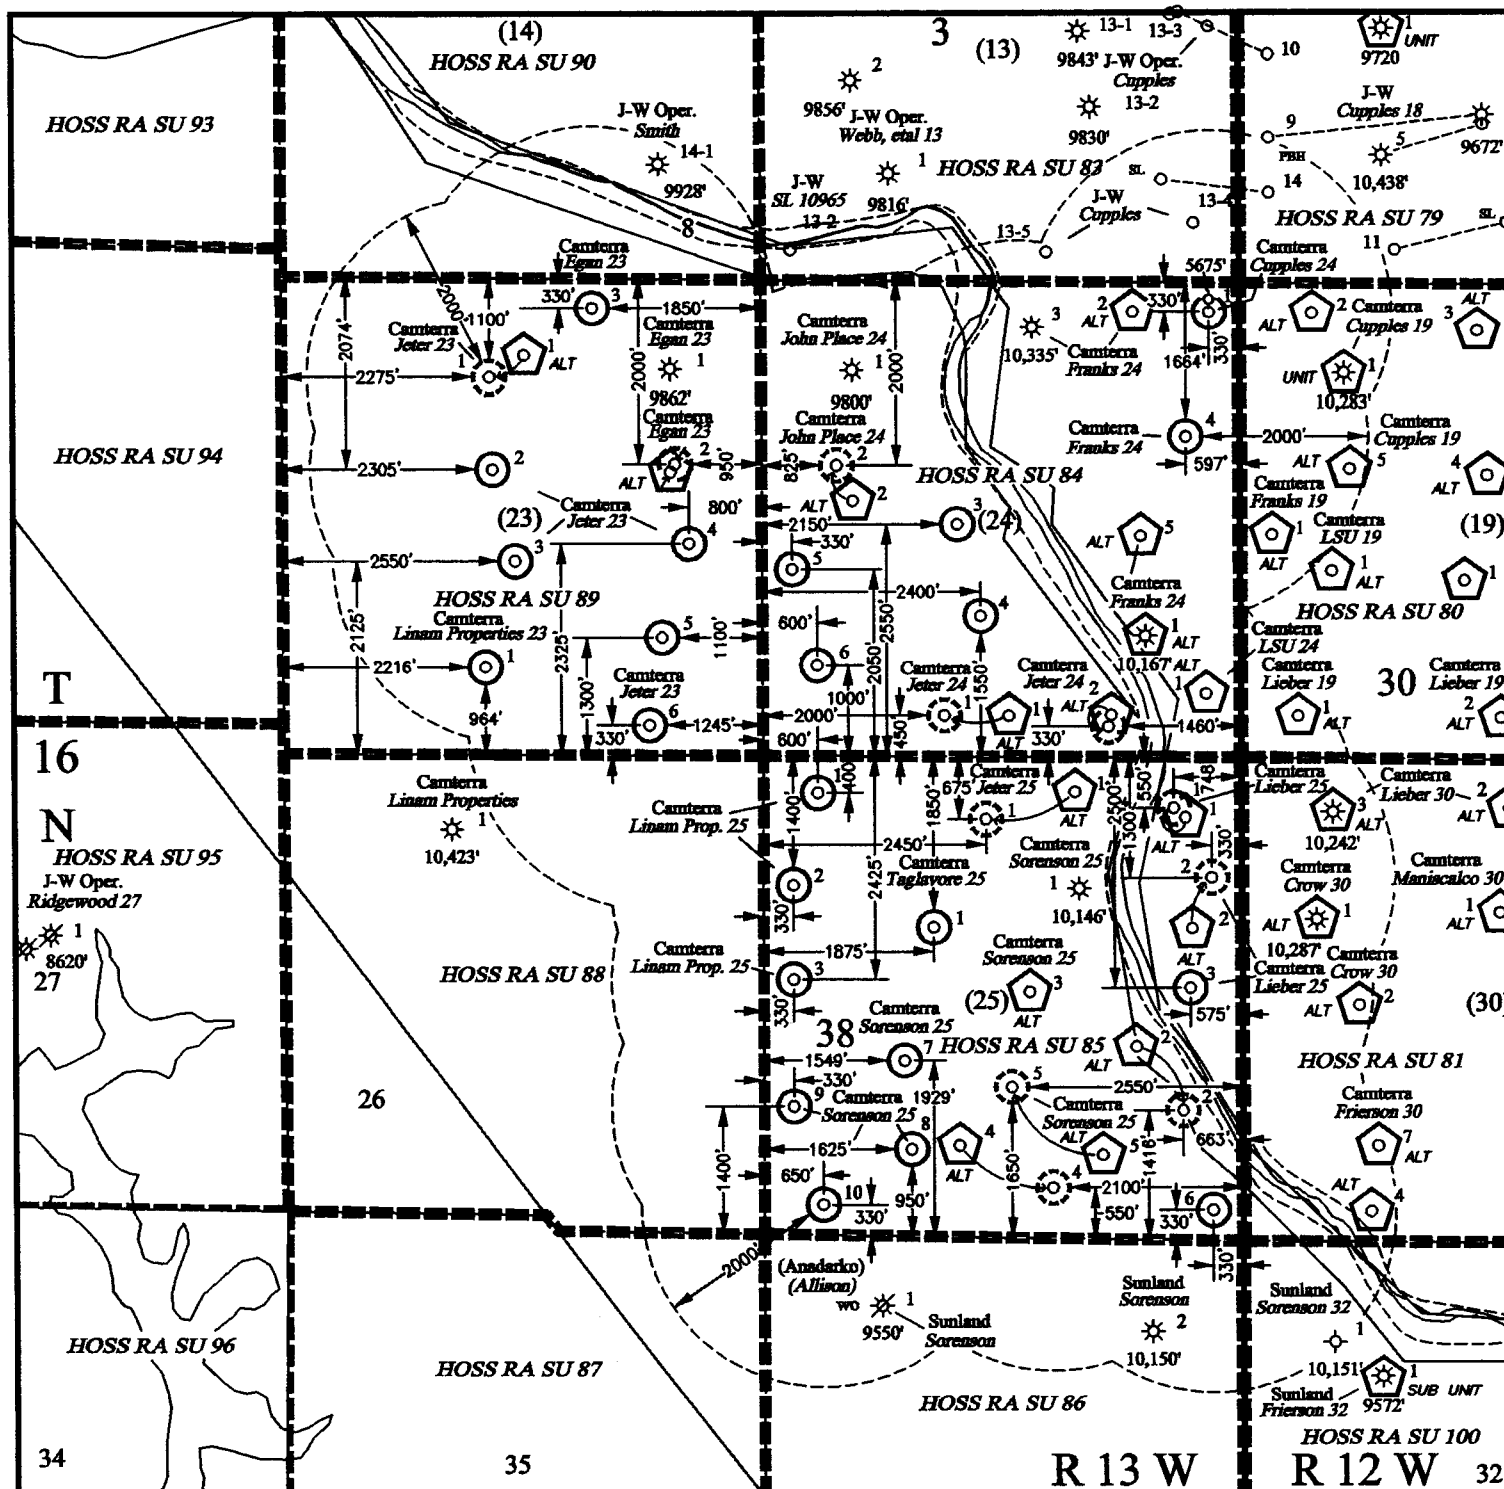 (14)
HOSS RA SU 90
HOSS RA SU 93
J-W Oper.
Smith
14-1
9928'
8
3
(13)
2
9856'
J-W Oper.
Webb, etal 13
1
9816'
HOSS RA SU 83
J-W
SL 10965
13-2
13-1
9843'
13-3
J-W Oper.
Cupples
13-2
9830'
SL
J-W
Cupples
13-4
13-5
10
1
UNIT
9720
J-W
Cupples 18
9
5
9672'
PBH
10,438'
14
HOSS RA SU 79
SL
11
Camterra
Egan 23
330'
3
1850'
2000'
1100'
2074'
Camterra
Jeter 23
1
1
ALT
2275'
Camterra
Egan 23
1
9862'
2000'
Camterra
Egan 23
2
ALT
950'
2305'
2
800'
HOSS RA SU 94
(23)
Camterra
Jeter 23
4
2550'
3
HOSS RA SU 89
Camterra
Linam Properties 23
2125'
2325'
5
1100'
2216'
1
1300'
964'
Camterra
Jeter 23
6
1245'
330'
Camterra
John Place 24
1
9800'
2000'
Camterra
John Place 24
825'
2
HOSS RA SU 84
ALT
2
2150'
3
(24)
330'
5
2400'
4
600'
2550'
2050'
6
1000'
1550'
Camterra
Jeter 24
2000'
1
1
ALT
450'
600'
3
10,335'
2
ALT
330'
Camterra
Franks 24
5675'
1
1664'
330'
Camterra
Franks 24
4
2000'
597'
5
ALT
Camterra
Franks 24
1
ALT
10,167'
Camterra
LSU 24
ALT
1
Camterra
Jeter 24
2
ALT
1
330'
1460'
Camterra
Cupples 24
2
ALT
Camterra
Cupples 19
ALT
3
UNIT
1
10,283'
Camterra
Cupples 19
ALT
5
4
ALT
Camterra
Franks 19
1
ALT
Camterra
LSU 19
1
ALT
(19)
1
HOSS RA SU 80
Camterra
Lieber 19
1
ALT
30
Camterra
Lieber 19
2
ALT
T
16
N
HOSS RA SU 95
J-W Oper.
Ridgewood 27
1
8620'
27
Camterra
Linam Properties
1
10,423'
HOSS RA SU 88
26
Camterra
Linam Prop. 25
1
400'
1400'
2
330'
Camterra
Linam Prop. 25
3
330'
1850'
675'
Camterra
Jeter 25
1
1
ALT
2450'
2425'
Camterra
Taglavore 25
1
1875'
Camterra
Sorenson 25
1
10,146'
2500'
1300'
550'
748'
1
1
ALT
Camterra
Lieber 25
330'
2
2
ALT
Camterra
Sorenson 25
3
ALT
(25)
3
Camterra
Lieber 25
575'
38
Camterra
Sorenson 25
7
HOSS RA SU 85
2
ALT
1549'
330'
9
Camterra
Sorenson 25
1929'
5
2550'
Camterra
Sorenson 25
2
8
1625'
4
ALT
ALT
5
663'
1416'
1400'
650'
10
330'
950'
1650'
4
2100'
550'
6
330'
330'
2000'
3
ALT
10,242'
Camterra
Lieber 30
2
ALT
Camterra
Crow 30
1
ALT
10,287'
Camterra
Maniscalco 30
1
ALT
Camterra
Crow 30
2
ALT
(30)
HOSS RA SU 81
Camterra
Frierson 30
7
ALT
ALT
4
HOSS RA SU 96
HOSS RA SU 87
34
35
(Anadarko)
(Allison)
WO
1
9550'
Sunland
Sorenson
Sunland
Sorenson
2
10,150'
HOSS RA SU 86
Sunland
Sorenson 32
1
10,151'
Sunland
Frierson 32
1
SUB UNIT
9572'
HOSS RA SU 100
R 13 W
R 12 W
32